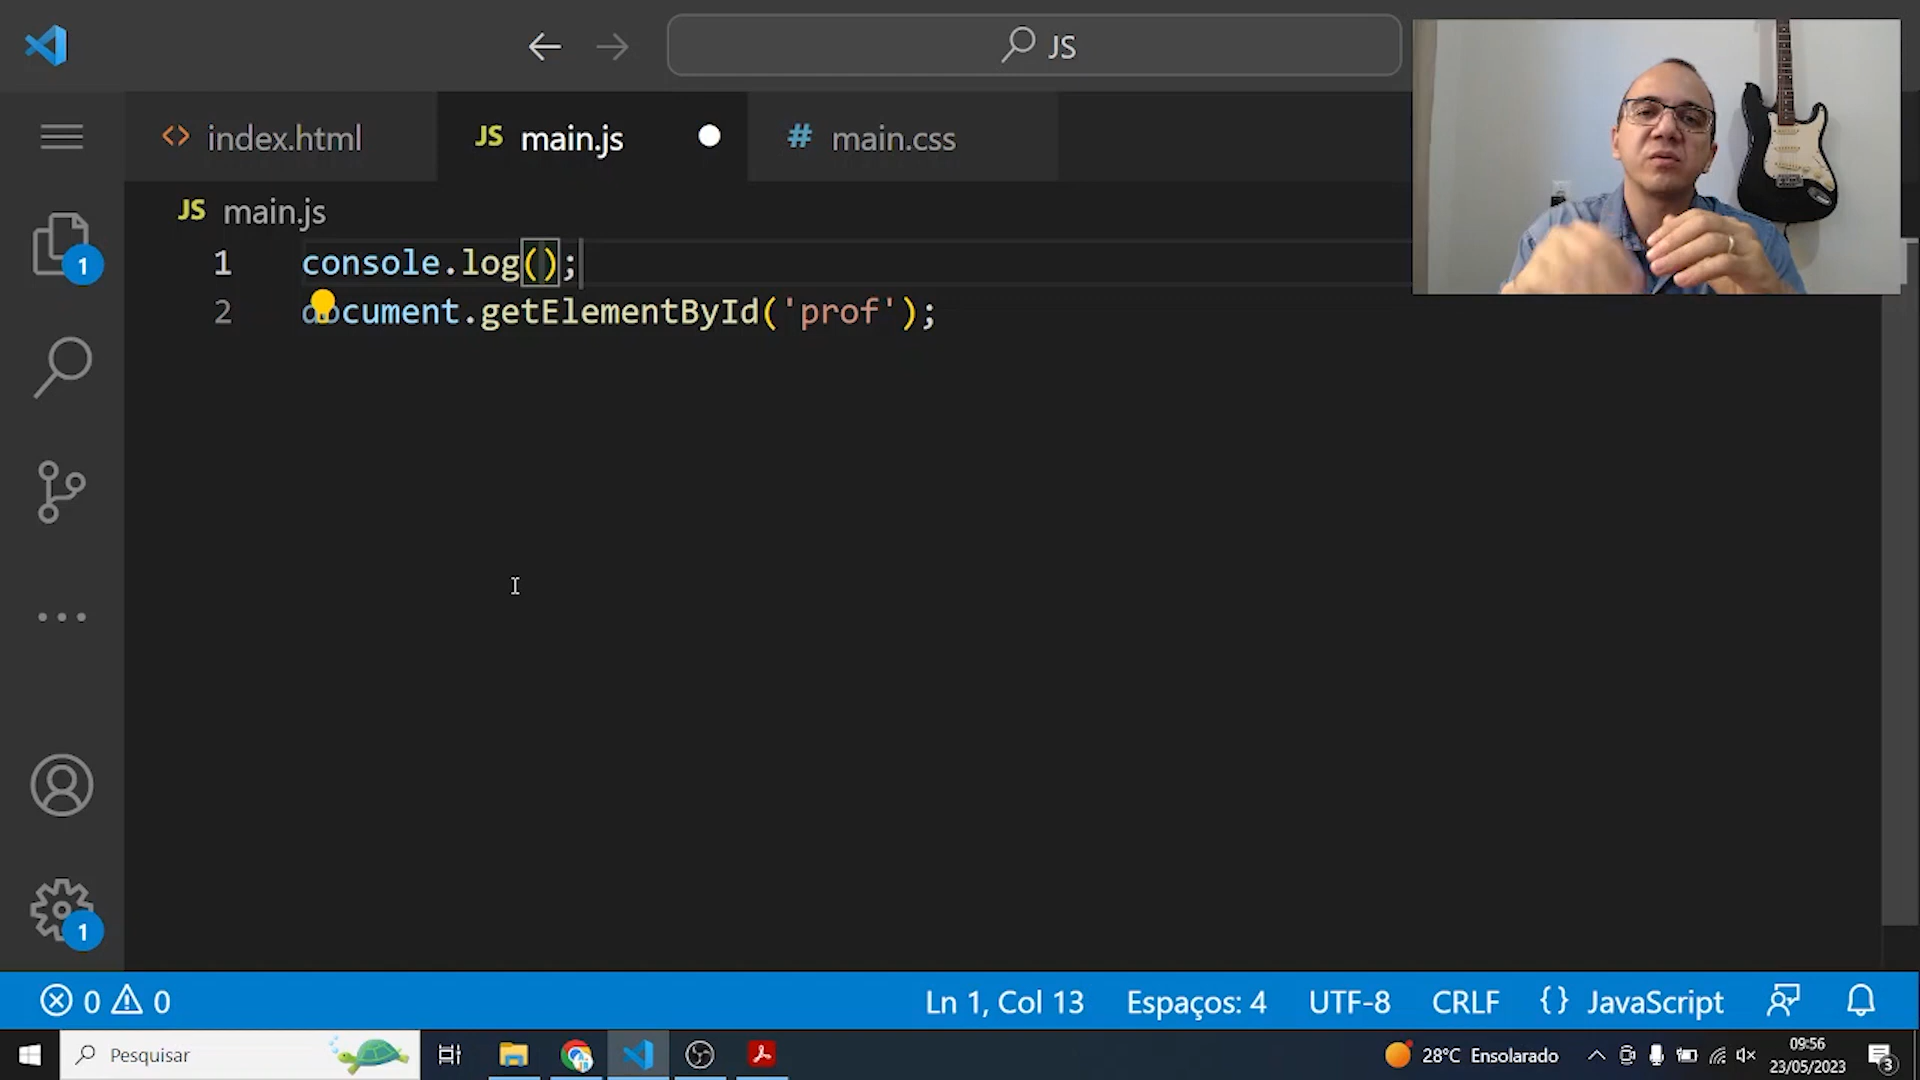 JS
index.html
JS main.js
# main.css
JS main.js
1 console.log();
2 document.getElementById('prof');
1
1
0 0
Ln 1, Col 13
Espaços: 4
UTF-8
CRLF
{} JavaScript
Pesquisar
28°C Ensolarado
09:56
23/05/2023
3